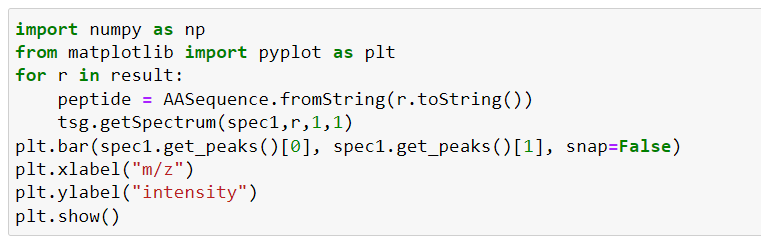 import numpy as np
from matplotlib import pyplot as plt
for r in result:
    peptide = AASequence.fromString(r.toString())
    tsg.getSpectrum(spec1,r,1,1)
plt.bar(spec1.get_peaks()[0], spec1.get_peaks()[1], snap=False)
plt.xlabel("m/z")
plt.ylabel("intensity")
plt.show()